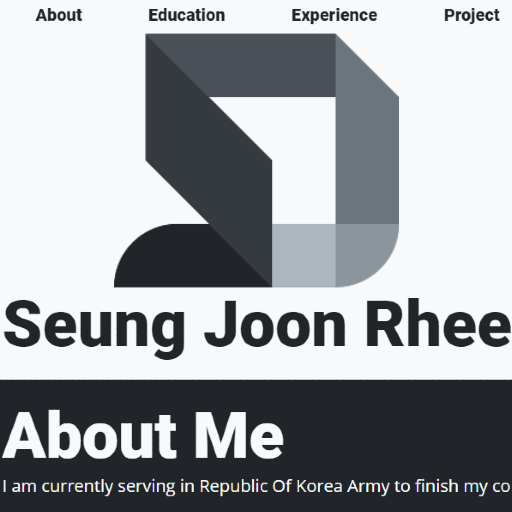 About Education Experience Project
Seung Joon Rhee
About Me
I am currently serving in Republic Of Korea Army to finish my co